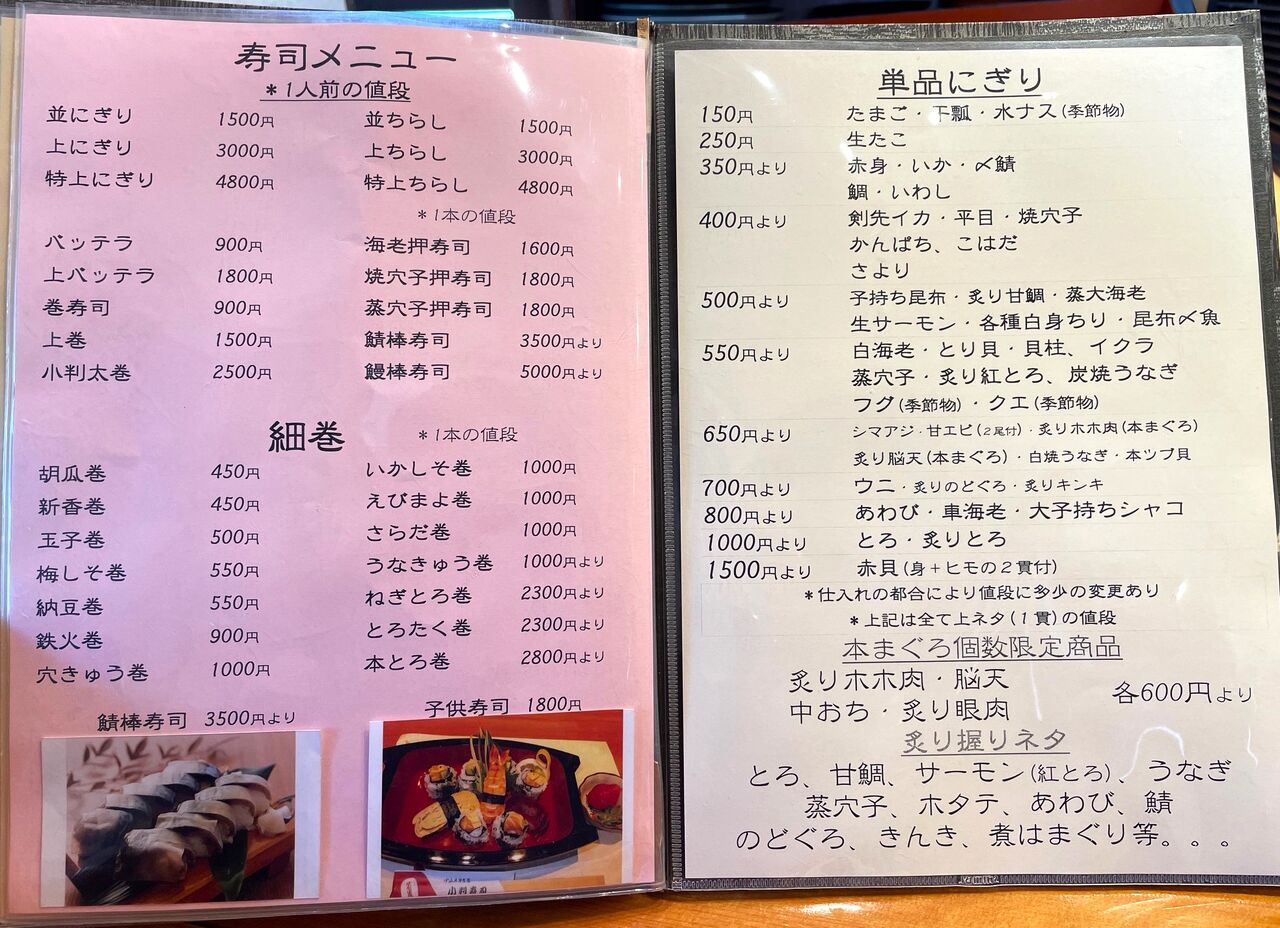 寿司メニュー
*1人前の値段
並にぎり 1500円 並ちらし 1500円
上にぎり 3000円 上ちらし 3000円
特上にぎり 4800円 特上ちらし 4800円
*1本の値段
バッテラ 900円 海老押寿司 1600円
上バッテラ 1800円 焼穴子押寿司 1800円
巻寿司 900円 蒸穴子押寿司 1800円
上巻 1500円 鯖棒寿司 3500円より
小判太巻 2500円 鰻棒寿司 5000円より
細巻 *1本の値段
胡瓜巻 450円 いかしそ巻 1000円
新香巻 450円 えびまよ巻 1000円
玉子巻 500円 さらだ巻 1000円
梅しそ巻 550円 うなきゅう巻 1000円より
納豆巻 550円 ねぎとろ巻 2300円より
鉄火巻 900円 とろたく巻 2300円より
穴きゅう巻 1000円 本とろ巻 2800円より
鯖棒寿司 3500円より 子供寿司 1800円
小判寿司
単品にぎり
150円 たまご・干瓢・水ナス(季節物)
250円 生たこ
350円より 赤身・いか・〆鯖
鯛・いわし
400円より 剣先イカ・平目・焼穴子
かんぱち、こはだ
さより
500円より 子持ち昆布・炙り甘鯛・蒸大海老
生サーモン・各種白身ちり・昆布〆魚
550円より 白海老・とり貝・貝柱、イクラ
蒸穴子・炙り紅とろ、炭焼うなぎ
フグ(季節物)・クエ(季節物)
650円より シマアジ・甘エビ(2尾付)・炙りホホ肉(本まぐろ)
炙り脳天(本まぐろ)・白焼うなぎ・本ツブ貝
700円より ウニ・炙りのどぐろ・炙りキンキ
800円より あわび・車海老・大子持ちシャコ
1000円より とろ・炙りとろ
1500円より 赤貝(身+ヒモの2貫付)
*仕入れの都合により値段に多少の変更あり
*上記は全て上ネタ(1貫)の値段
本まぐろ個数限定商品
炙りホホ肉・脳天 各600円より
中おち・炙り眼肉
炙り握りネタ
とろ、甘鯛、サーモン(紅とろ)、うなぎ
蒸穴子、ホタテ、あわび、鯖
のどぐろ、きんき、煮はまぐり等。。。